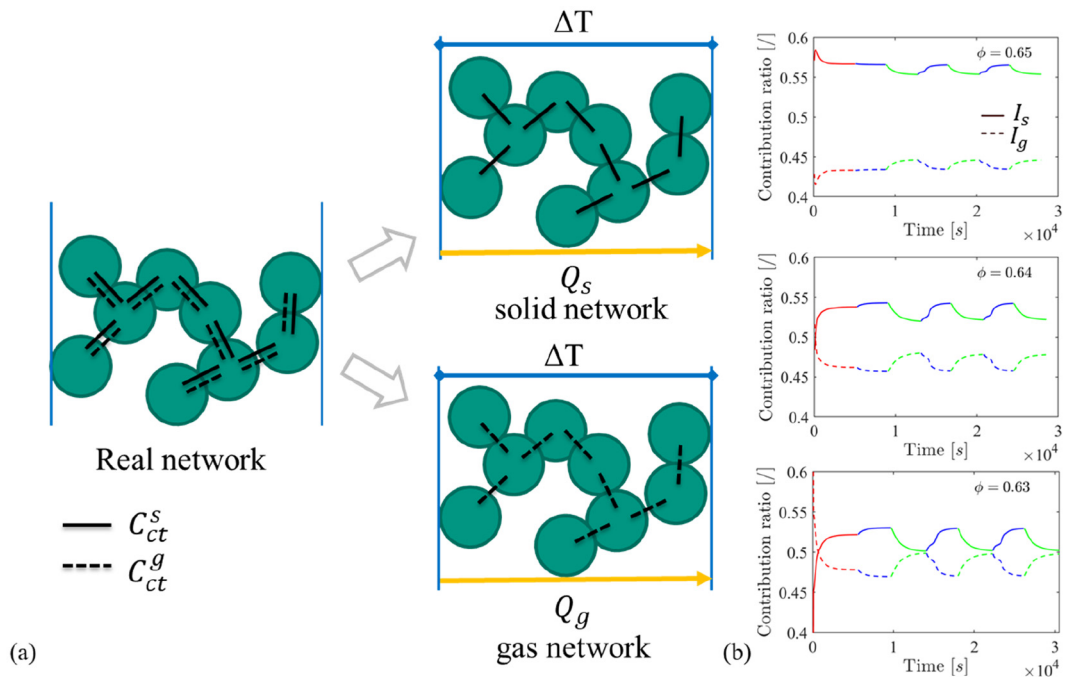 ΔT
Q_s
solid network
Real network
C_ct^s
C_ct^g
ΔT
Q_g
gas network
(a)
(b)
Contribution ratio [/]
0.6
0.55
0.5
0.45
0.4
ϕ = 0.65
I_s
I_g
0 1 2 3
Time [s]
×10^4
Contribution ratio [/]
0.6
0.55
0.5
0.45
0.4
ϕ = 0.64
0 1 2 3
Time [s]
×10^4
Contribution ratio [/]
0.6
0.55
0.5
0.45
0.4
ϕ = 0.63
0 1 2 3
Time [s]
×10^4